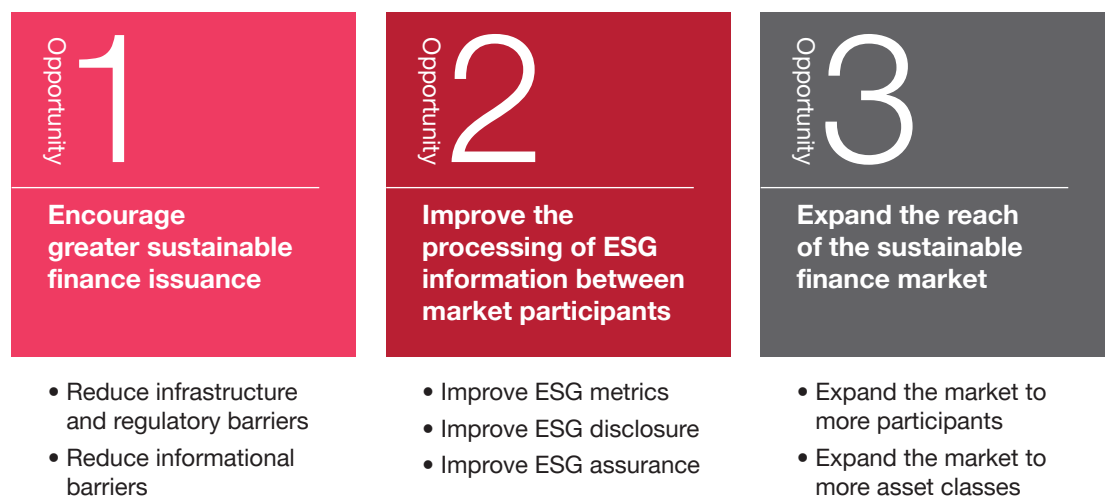 Opportunity
1
Encourage
greater sustainable
finance issuance
• Reduce infrastructure
and regulatory barriers
• Reduce informational
barriers
Opportunity
2
Improve the
processing of ESG
information between
market participants
• Improve ESG metrics
• Improve ESG disclosure
• Improve ESG assurance
Opportunity
3
Expand the reach
of the sustainable
finance market
• Expand the market to
more participants
• Expand the market to
more asset classes